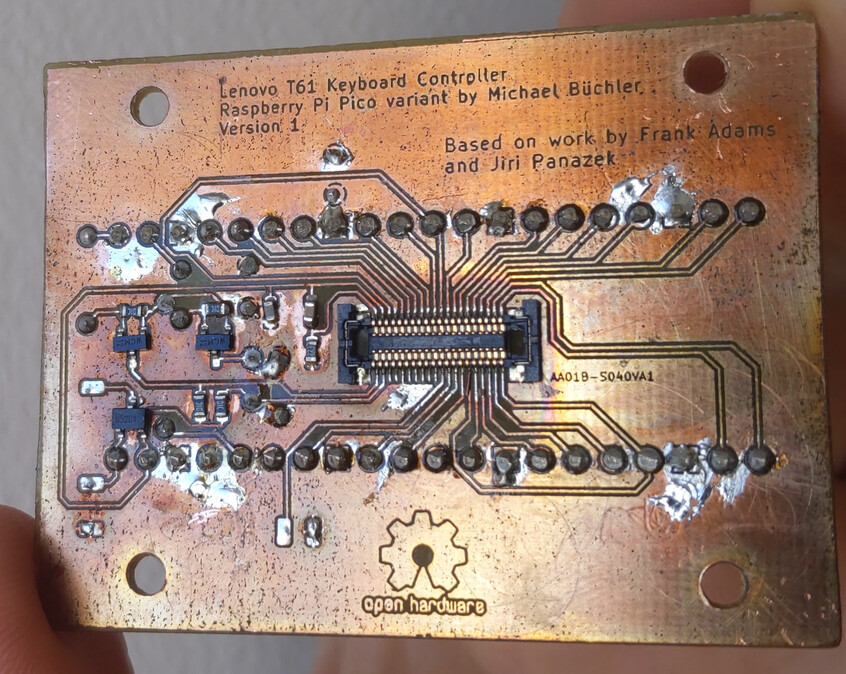 Lenovo T61 Keyboard Controller
Raspberry Pi Pico variant by Michael Büchler
Version 1
Based on work by Frank Adams
and Jiri Panazek
AA01B-S040VA1
open hardware